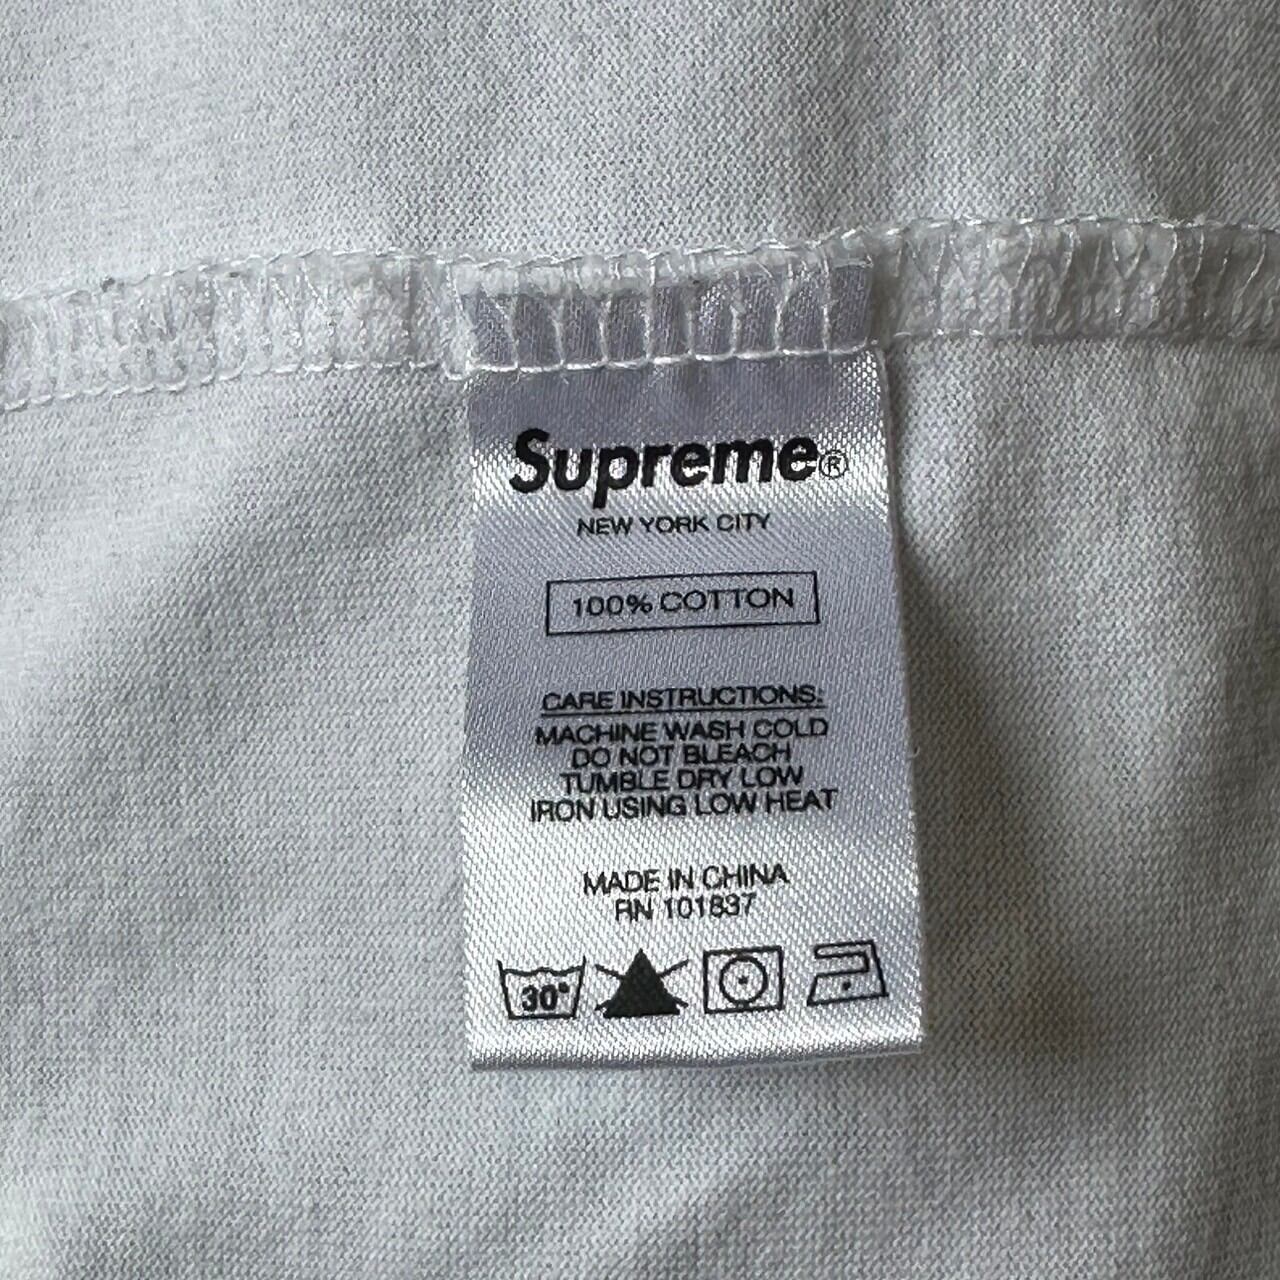 Supreme®
NEW YORK CITY
100% COTTON
CARE INSTRUCTIONS:
MACHINE WASH COLD
DO NOT BLEACH
TUMBLE DRY LOW
IRON USING LOW HEAT
MADE IN CHINA
RN 101837
30°